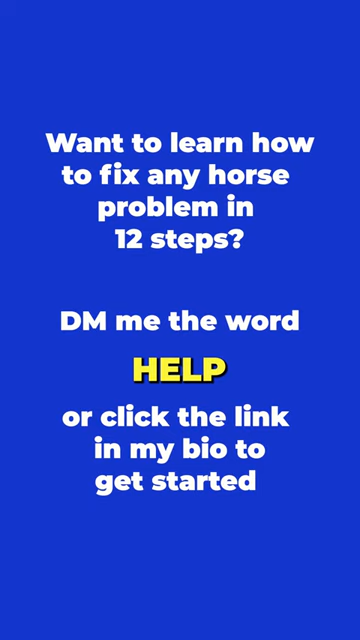 Want to learn how
to fix any horse
problem in
12 steps?
DM me the word
HELP
or click the link
in my bio to
get started